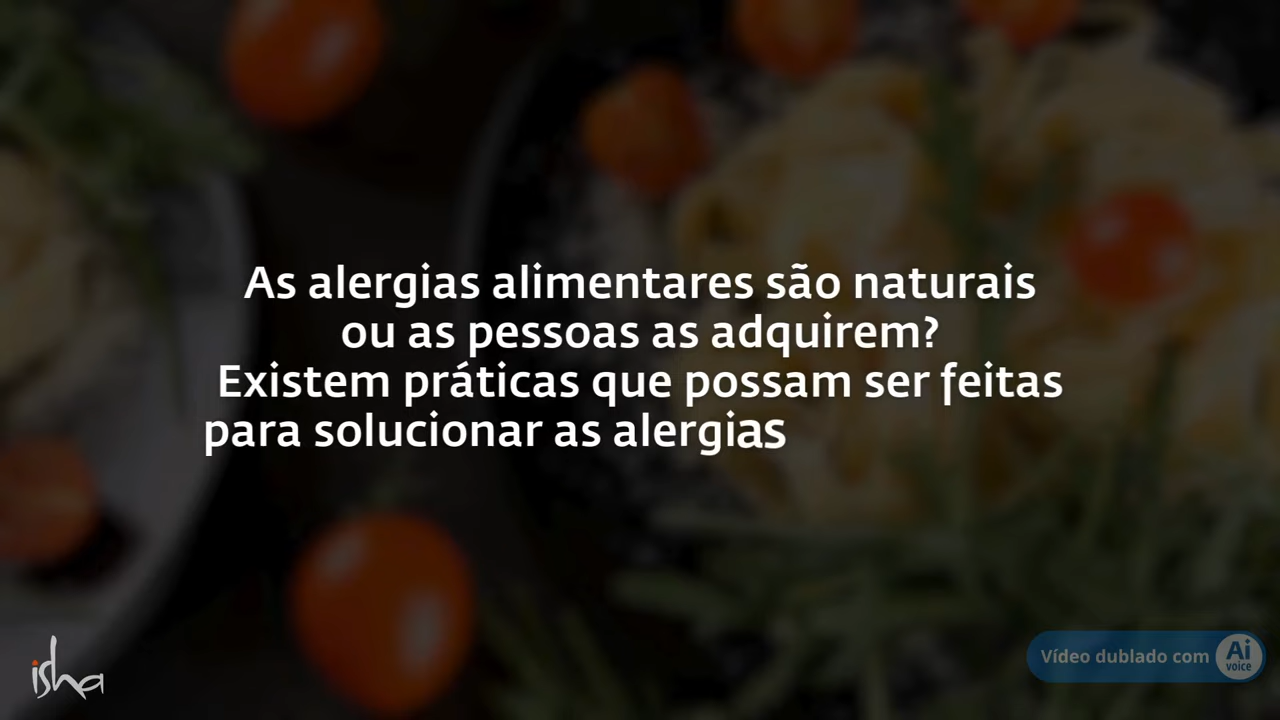 As alergias alimentares são naturais
ou as pessoas as adquirem?
Existem práticas que possam ser feitas
para solucionar as alergias
isha
Vídeo dublado com
Ai
voice